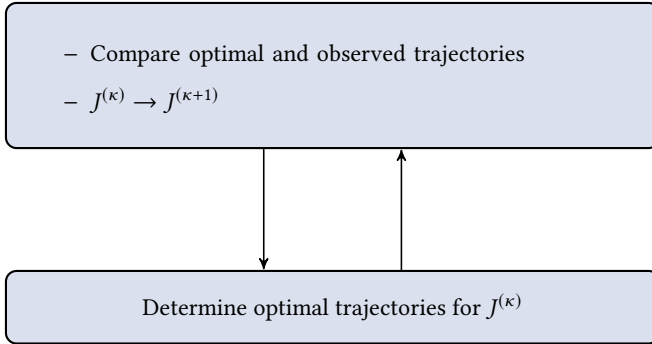 – Compare optimal and observed trajectories
– J^(κ) → J^(κ+1)
Determine optimal trajectories for J^(κ)